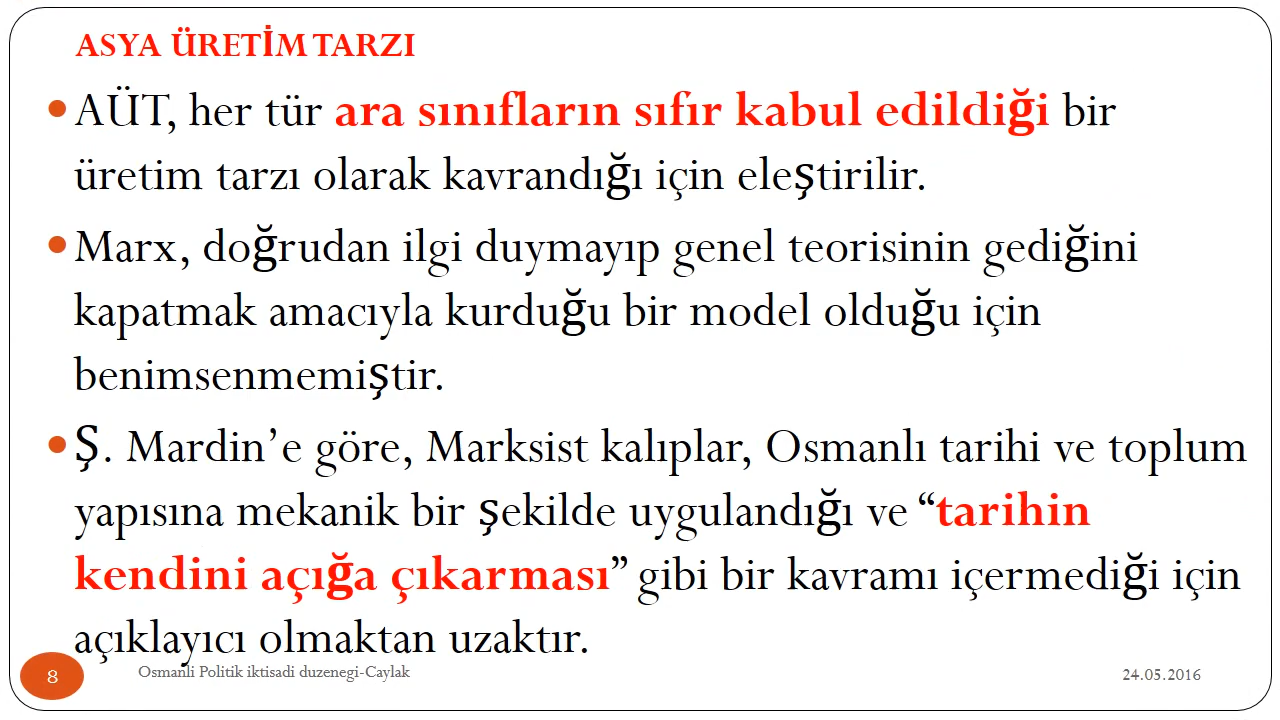 ASYA ÜRETİM TARZI
AÜT, her tür ara sınıfların sıfır kabul edildiği bir
üretim tarzı olarak kavrandığı için eleştirilir.
Marx, doğrudan ilgi duymayıp genel teorisinin gediğini
kapatmak amacıyla kurduğu bir model olduğu için
benimsenmemiştir.
Ş. Mardin’e göre, Marksist kalıplar, Osmanlı tarihi ve toplum
yapısına mekanik bir şekilde uygulandığı ve “tarihin
kendini açığa çıkarması” gibi bir kavramı içermediği için
açıklayıcı olmaktan uzaktır.
8 Osmanli Politik iktisadi duzenegi-Caylak 24.05.2016